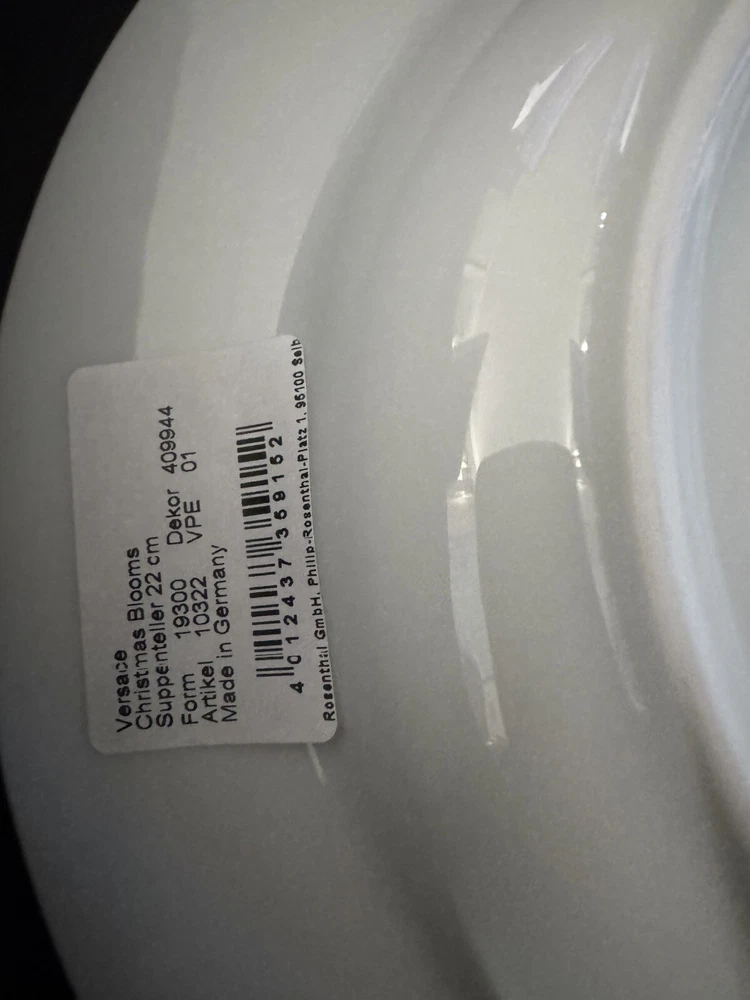 Versace
Christmas Blooms
Suppenteller 22 cm
Form 19300 Dekor 409944
Artikel 10322 VPE 01
Made in Germany
4 012437 369162
Rosenthal GmbH, Philip-Rosenthal-Platz 1, 95100 Selb